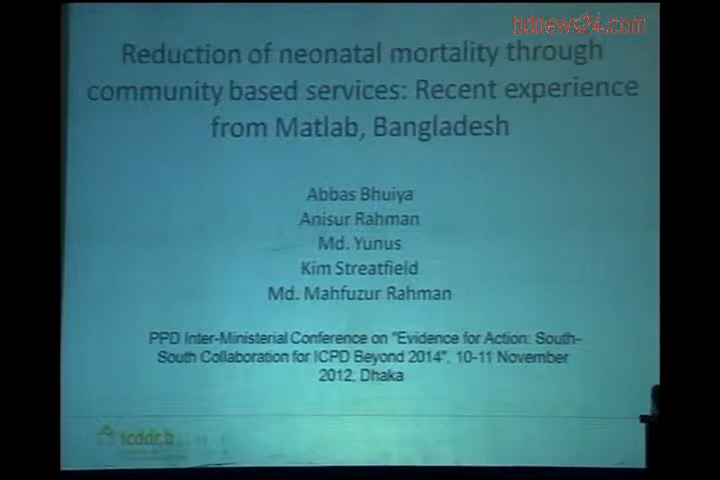 bdnews24.com
Reduction of neonatal mortality through
community based services: Recent experience
from Matlab, Bangladesh
Abbas Bhuiya
Anisur Rahman
Md. Yunus
Kim Streatfield
Md. Mahfuzur Rahman
PPD Inter-Ministerial Conference on "Evidence for Action: South-
South Collaboration for ICPD Beyond 2014", 10-11 November
2012, Dhaka
icddr,b